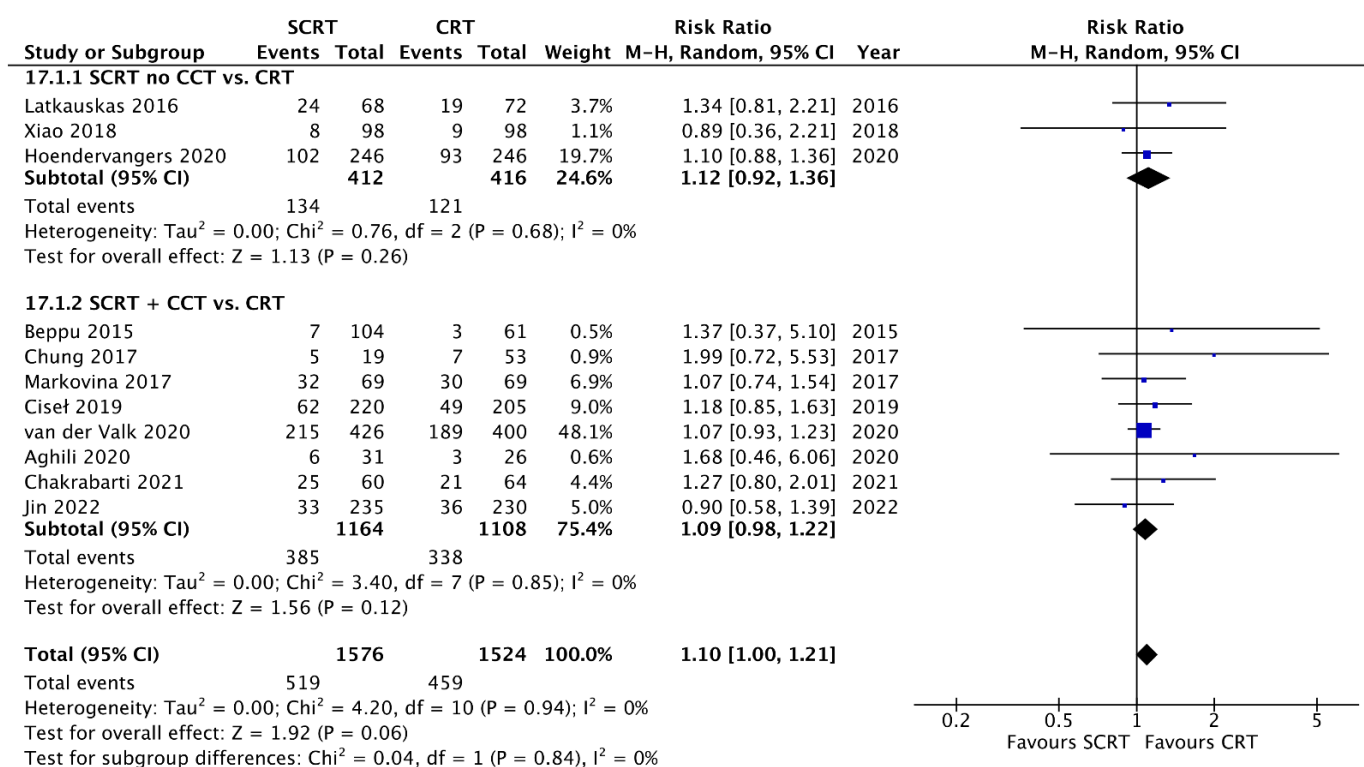 SCRT CRT Risk Ratio Risk Ratio
Study or Subgroup Events Total Events Total Weight M-H, Random, 95% CI Year M-H, Random, 95% CI
17.1.1 SCRT no CCT vs. CRT
Latkauskas 2016 24 68 19 72 3.7% 1.34 [0.81, 2.21] 2016
Xiao 2018 8 98 9 98 1.1% 0.89 [0.36, 2.21] 2018
Hoendervangers 2020 102 246 93 246 19.7% 1.10 [0.88, 1.36] 2020
Subtotal (95% CI) 412 416 24.6% 1.12 [0.92, 1.36]
Total events 134 121
Heterogeneity: Tau² = 0.00; Chi² = 0.76, df = 2 (P = 0.68); I² = 0%
Test for overall effect: Z = 1.13 (P = 0.26)
17.1.2 SCRT + CCT vs. CRT
Beppu 2015 7 104 3 61 0.5% 1.37 [0.37, 5.10] 2015
Chung 2017 5 19 7 53 0.9% 1.99 [0.72, 5.53] 2017
Markovina 2017 32 69 30 69 6.9% 1.07 [0.74, 1.54] 2017
Ciseł 2019 62 220 49 205 9.0% 1.18 [0.85, 1.63] 2019
van der Valk 2020 215 426 189 400 48.1% 1.07 [0.93, 1.23] 2020
Aghili 2020 6 31 3 26 0.6% 1.68 [0.46, 6.06] 2020
Chakrabarti 2021 25 60 21 64 4.4% 1.27 [0.80, 2.01] 2021
Jin 2022 33 235 36 230 5.0% 0.90 [0.58, 1.39] 2022
Subtotal (95% CI) 1164 1108 75.4% 1.09 [0.98, 1.22]
Total events 385 338
Heterogeneity: Tau² = 0.00; Chi² = 3.40, df = 7 (P = 0.85); I² = 0%
Test for overall effect: Z = 1.56 (P = 0.12)
Total (95% CI) 1576 1524 100.0% 1.10 [1.00, 1.21]
Total events 519 459
Heterogeneity: Tau² = 0.00; Chi² = 4.20, df = 10 (P = 0.94); I² = 0%
Test for overall effect: Z = 1.92 (P = 0.06)
Test for subgroup differences: Chi² = 0.04, df = 1 (P = 0.84), I² = 0%
0.2 0.5 1 2 5
Favours SCRT Favours CRT